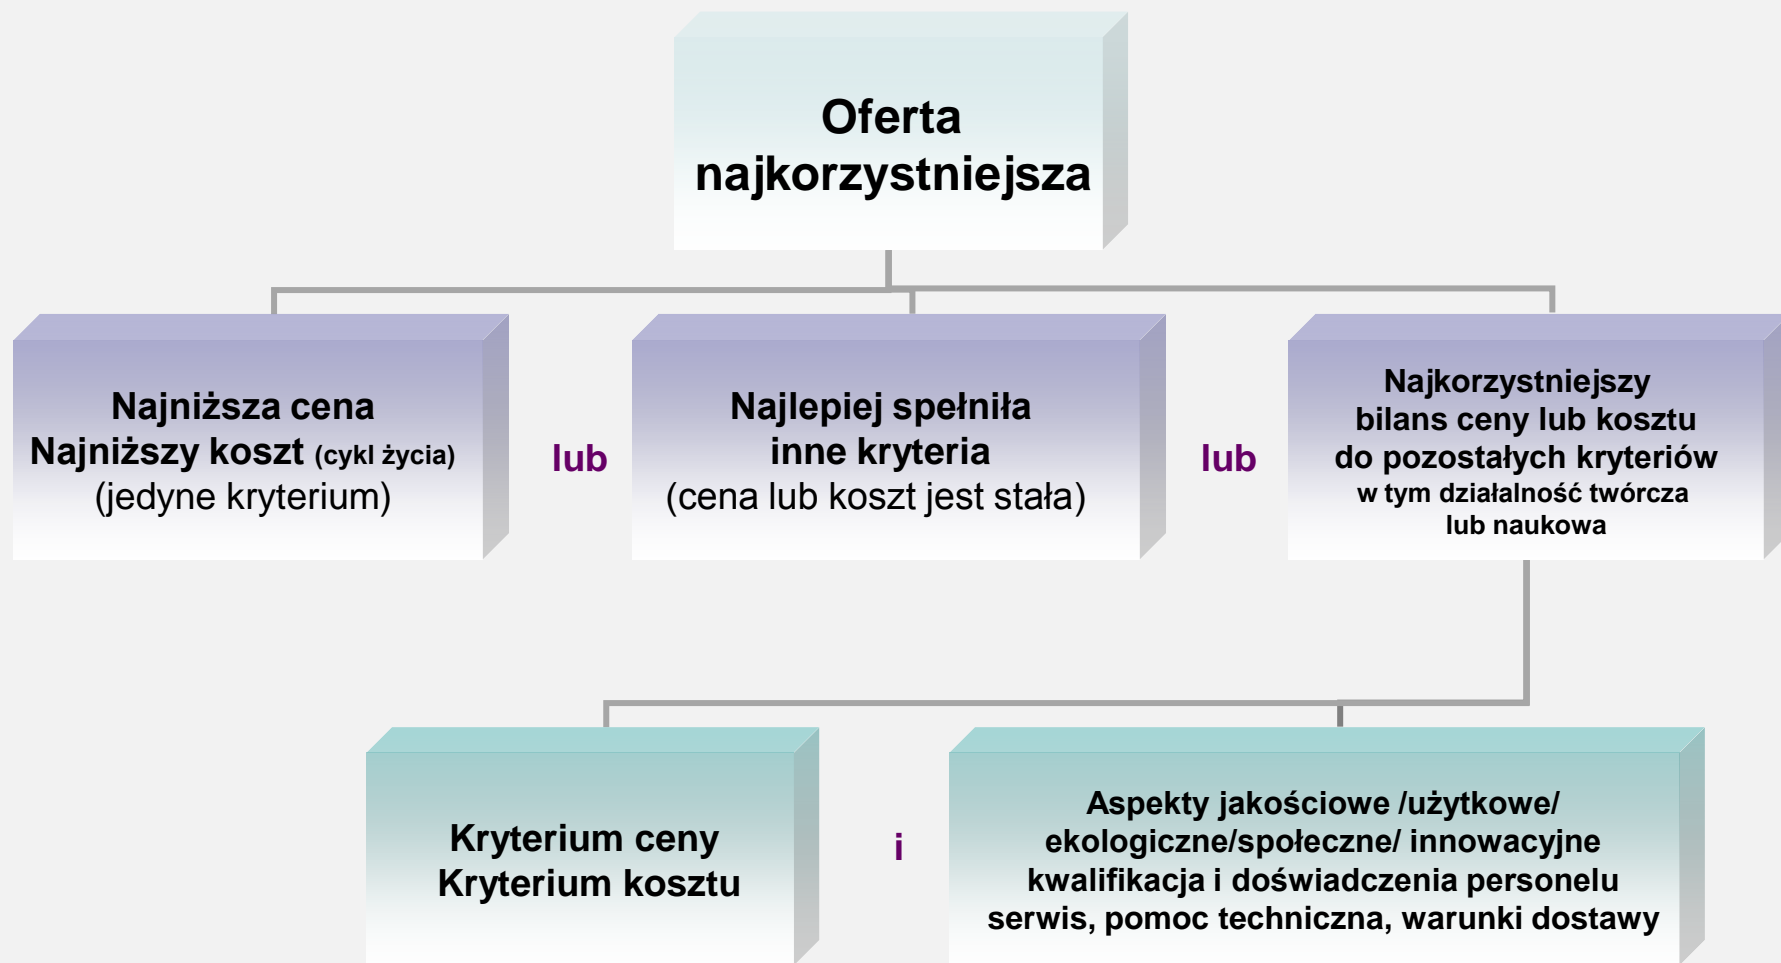 Oferta
najkorzystniejsza
Najniższa cena
Najniższy koszt (cykl życia)
(jedyne kryterium)
lub
Najlepiej spełniła
inne kryteria
(cena lub koszt jest stała)
lub
Najkorzystniejszy
bilans ceny lub kosztu
do pozostałych kryteriów
w tym działalność twórcza
lub naukowa
Kryterium ceny
Kryterium kosztu
i
Aspekty jakościowe /użytkowe/
ekologiczne/społeczne/ innowacyjne
kwalifikacja i doświadczenia personelu
serwis, pomoc techniczna, warunki dostawy